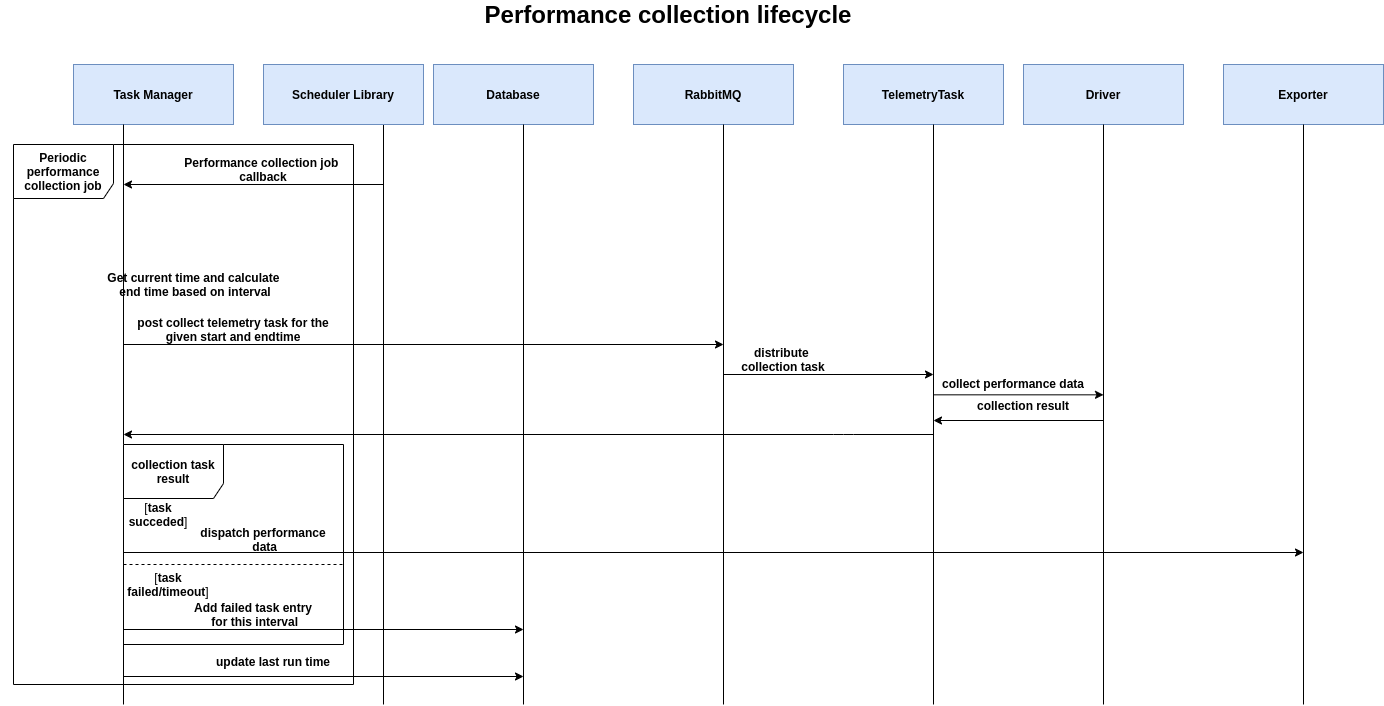 Performance collection lifecycle
Task Manager
Scheduler Library
Database
RabbitMQ
TelemetryTask
Driver
Exporter
Periodic
performance
collection job
Performance collection job
callback
Get current time and calculate
end time based on interval
post collect telemetry task for the
given start and endtime
distribute
collection task
collect performance data
collection result
collection task
result
[task
succeded]
dispatch performance
data
[task
failed/timeout]
Add failed task entry
for this interval
update last run time